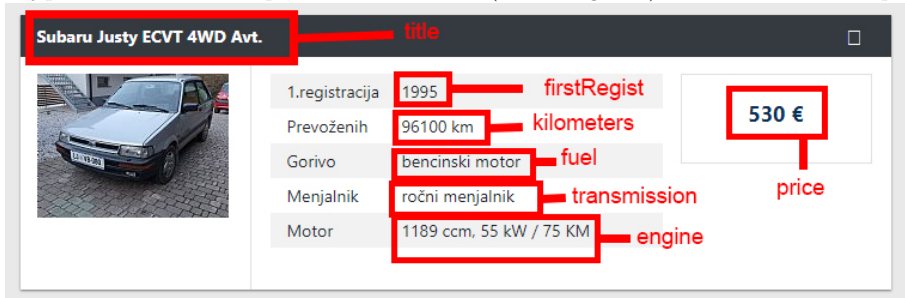 Subaru Justy ECVT 4WD Avt.
title
1.registracija 1995 firstRegist
Prevoženih 96100 km kilometers
Gorivo bencinski motor fuel
Menjalnik ročni menjalnik transmission
Motor 1189 ccm, 55 kW / 75 KM engine
530 €
price